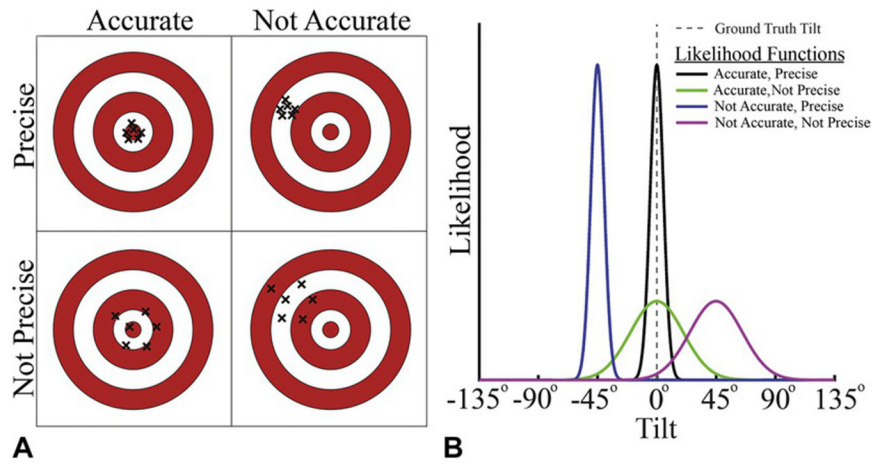 Accurate
Not Accurate
Precise
Not Precise
A
Ground Truth Tilt
Likelihood Functions
Accurate, Precise
Accurate, Not Precise
Not Accurate, Precise
Not Accurate, Not Precise
Likelihood
-135° -90° -45° 0° 45° 90° 135°
Tilt
B